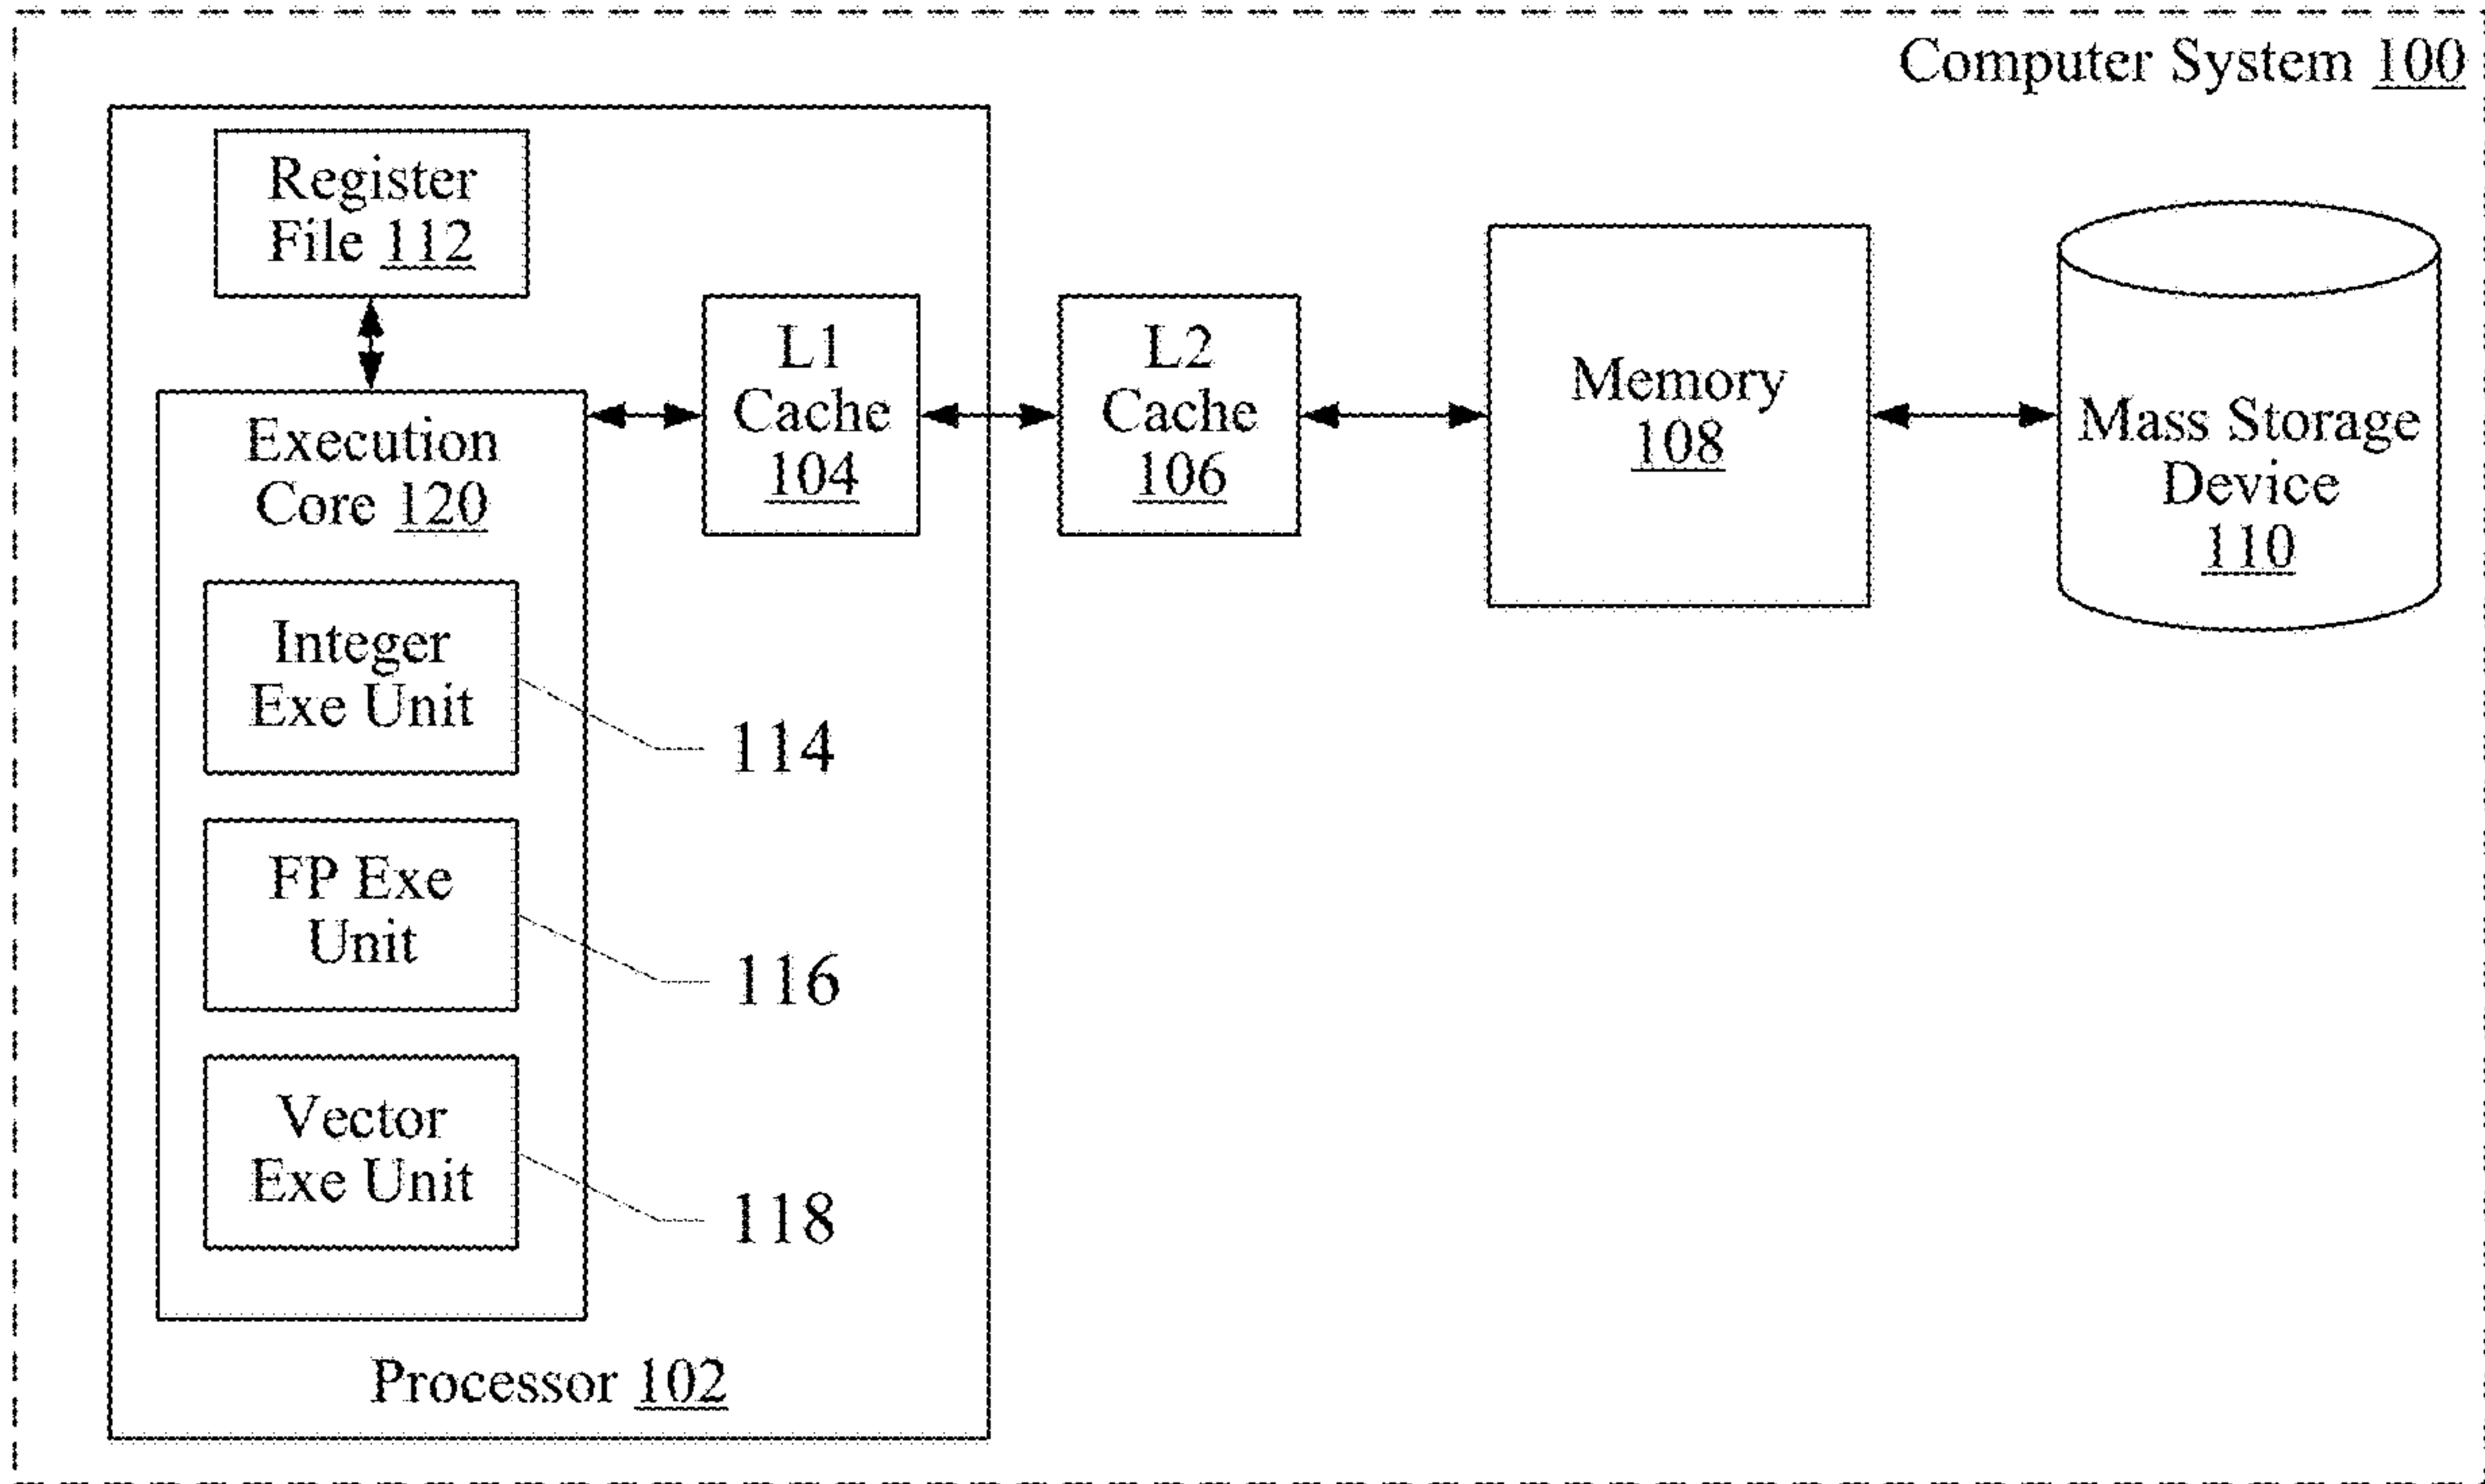 Computer System 100
Register
File 112
Execution
Core 120
L1
Cache
104
L2
Cache
106
Memory
108
Mass Storage
Device
110
Integer
Exe Unit
114
FP Exe
Unit
116
Vector
Exe Unit
118
Processor 102